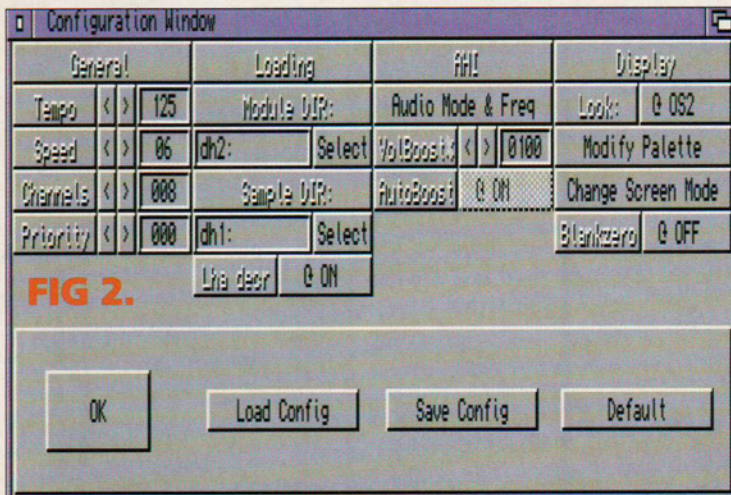 Configuration Window
General Loading AHI Display
Tempo < > 125 Module DIR: Audio Mode & Freq Look: @ OS2
Speed < > 06 dh2: Select VolBoost% < > 0100 Modify Palette
Channels < > 008 Sample DIR: AutoBoost @ ON Change Screen Mode
Priority < > 000 dh1: Select Blankzero @ OFF
Lha decr @ ON
FIG 2.
OK Load Config Save Config Default